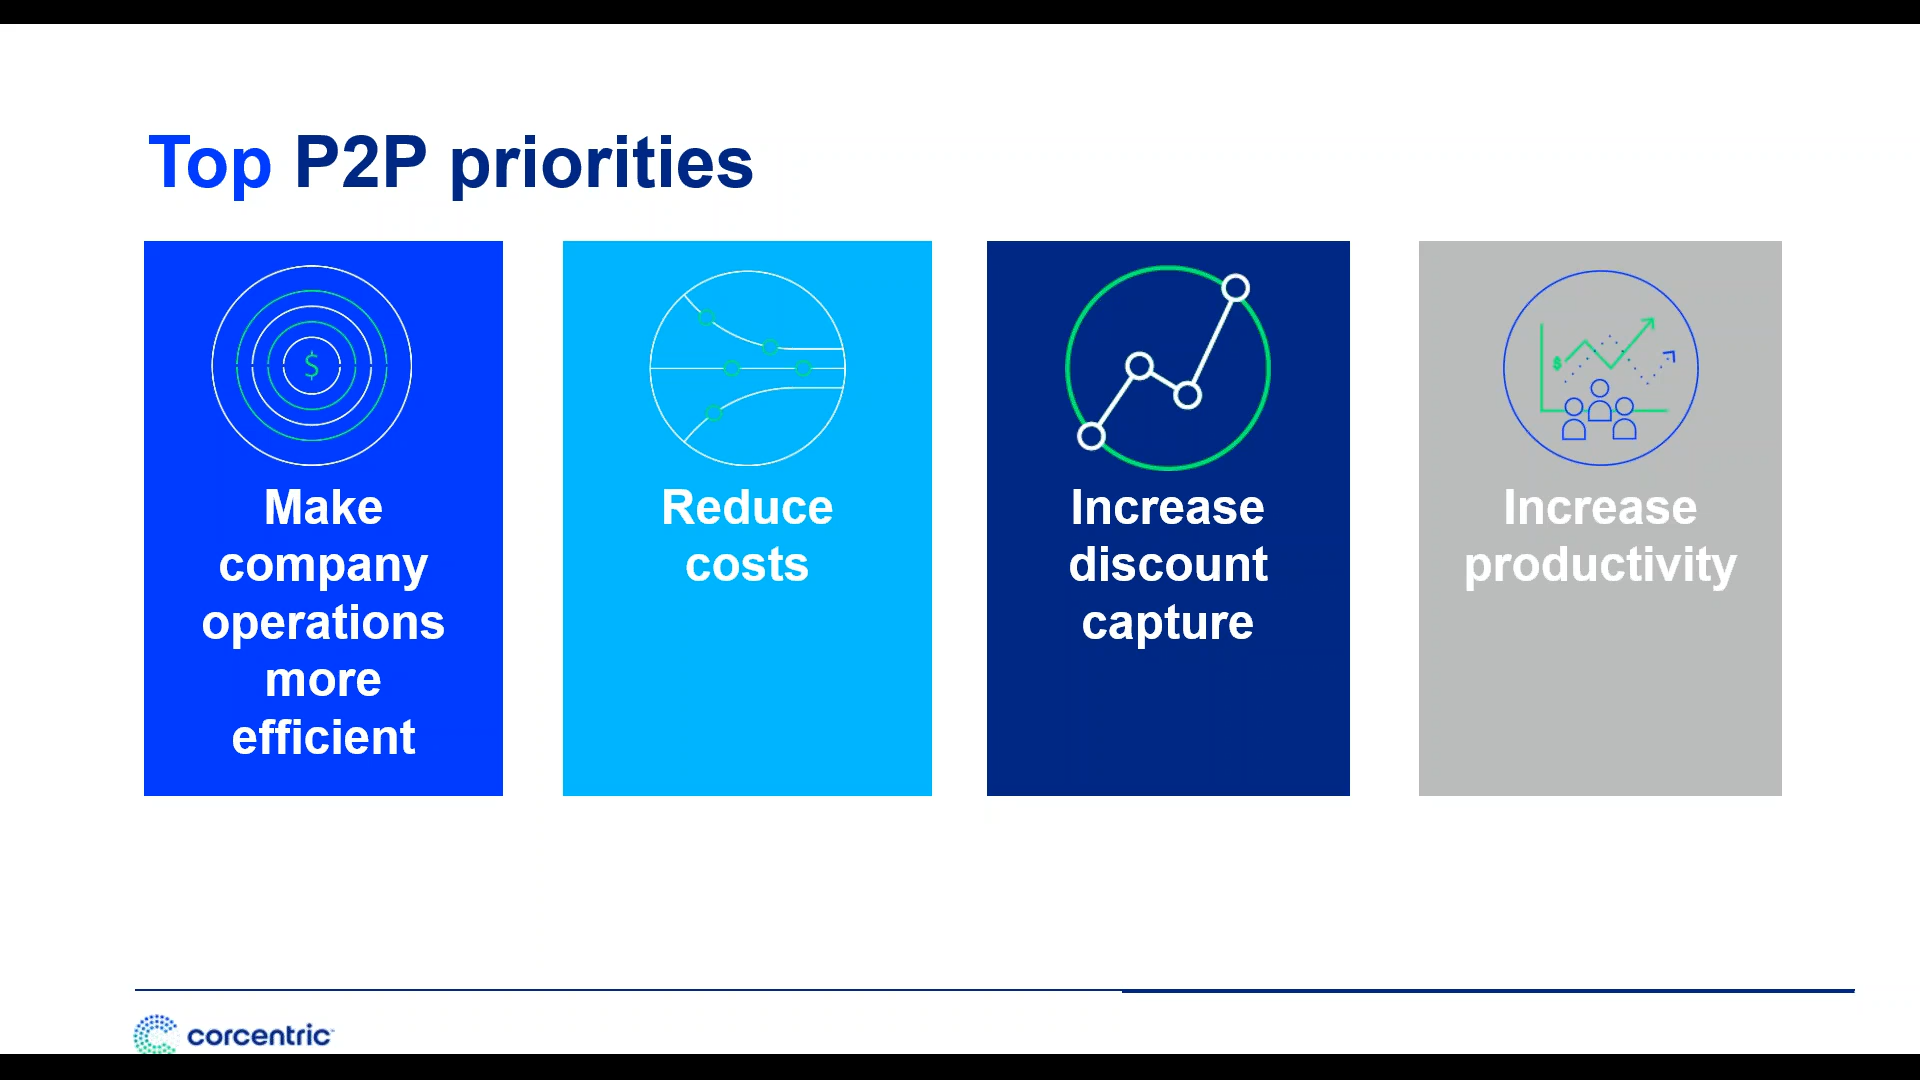 Top P2P priorities
$
$
Make
company
operations
more
efficient
Reduce
costs
Increase
discount
capture
Increase
productivity
corcentric